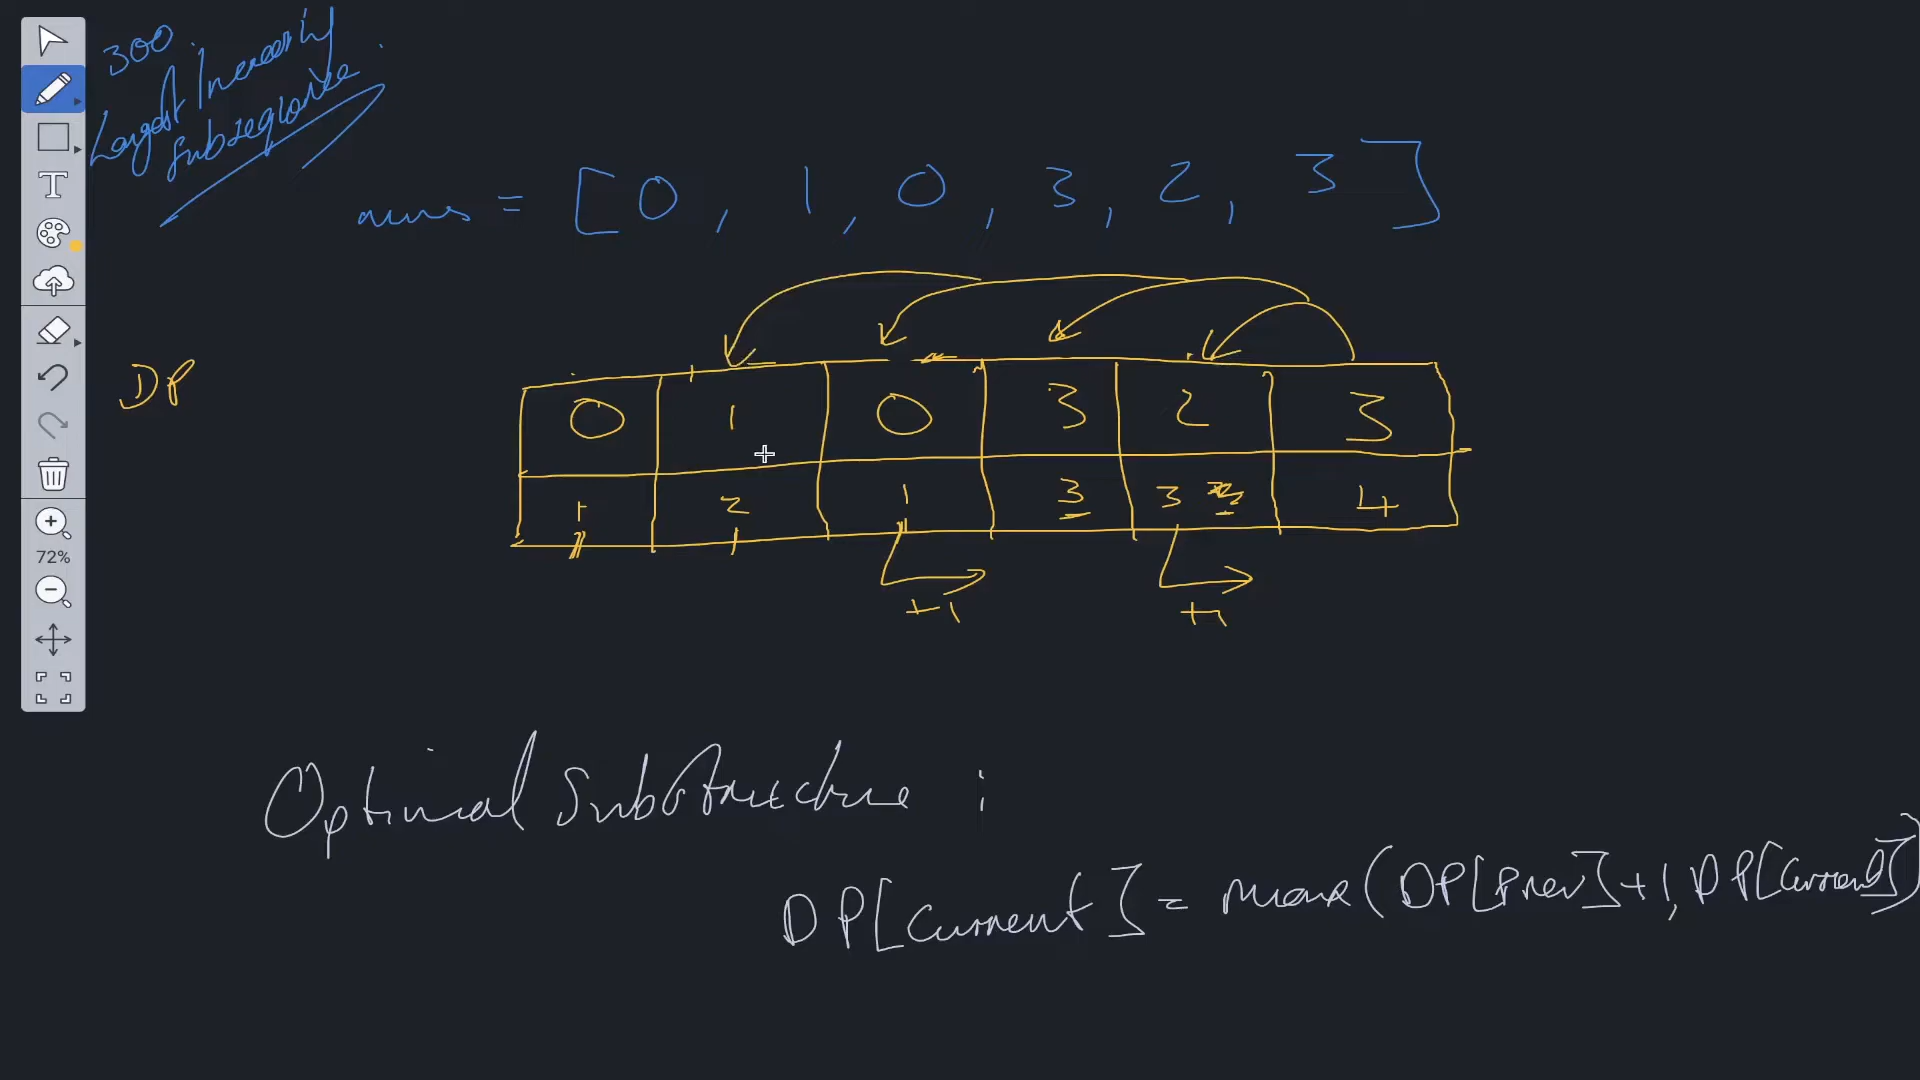 300
Longest Increasing
Subsequence
nums = [0, 1, 0, 3, 2, 3]
DP
0 1 0 3 2 3
1 2 1 3 3 4
+1 +1
72%
Optimal Substructure :
DP[current] = max(DP[prev]+1, DP[current])